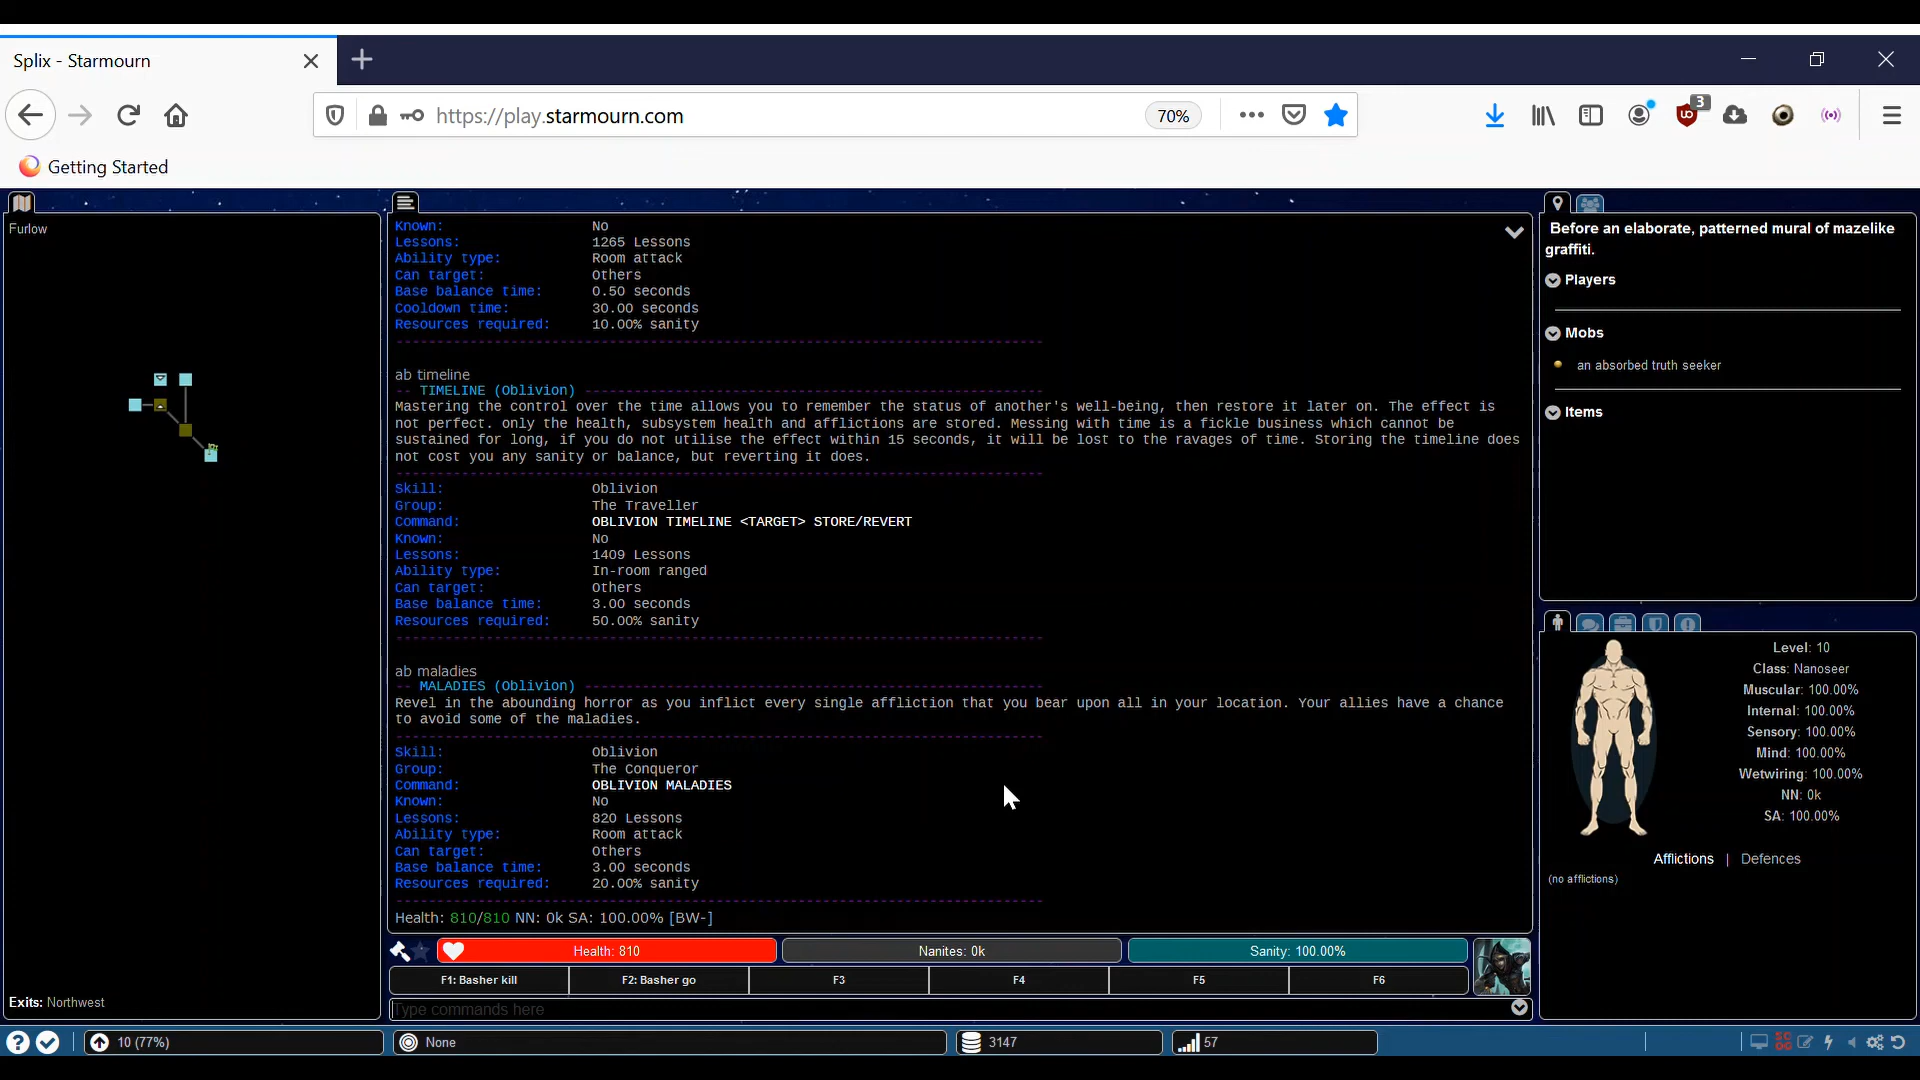 Splix - Starmourn
https://play.starmourn.com
70%
3
Getting Started
Furlow
Known: No
Lessons: 1265 Lessons
Ability type: Room attack
Can target: Others
Base balance time: 0.50 seconds
Cooldown time: 30.00 seconds
Resources required: 10.00% sanity
ab timeline
-- TIMELINE (Oblivion)
Mastering the control over the time allows you to remember the status of another's well-being, then restore it later on. The effect is
not perfect. only the health, subsystem health and afflictions are stored. Messing with time is a fickle business which cannot be
sustained for long, if you do not utilise the effect within 15 seconds, it will be lost to the ravages of time. Storing the timeline does
not cost you any sanity or balance, but reverting it does.
Skill: Oblivion
Group: The Traveller
Command: OBLIVION TIMELINE <TARGET> STORE/REVERT
Known: No
Lessons: 1409 Lessons
Ability type: In-room ranged
Can target: Others
Base balance time: 3.00 seconds
Resources required: 50.00% sanity
ab maladies
-- MALADIES (Oblivion)
Revel in the abounding horror as you inflict every single affliction that you bear upon all in your location. Your allies have a chance
to avoid some of the maladies.
Skill: Oblivion
Group: The Conqueror
Command: OBLIVION MALADIES
Known: No
Lessons: 820 Lessons
Ability type: Room attack
Can target: Others
Base balance time: 3.00 seconds
Resources required: 20.00% sanity
Health: 810/810 NN: 0k SA: 100.00% [BW-]
Health: 810
Nanites: 0k
Sanity: 100.00%
F1: Basher kill
F2: Basher go
F3
F4
F5
F6
Type commands here
Exits: Northwest
Before an elaborate, patterned mural of mazelike
graffiti.
Players
Mobs
an absorbed truth seeker
Items
Level: 10
Class: Nanoseer
Muscular: 100.00%
Internal: 100.00%
Sensory: 100.00%
Mind: 100.00%
Wetwiring: 100.00%
NN: 0k
SA: 100.00%
Afflictions | Defences
(no afflictions)
10 (77%)
None
3147
57